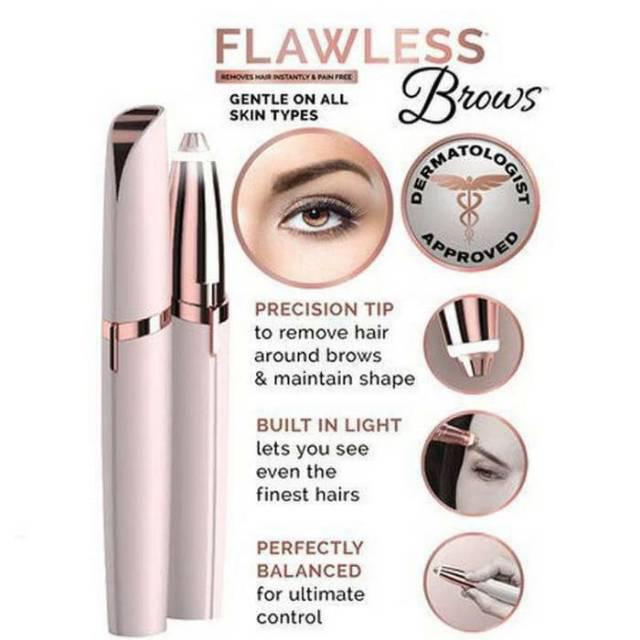 FLAWLESS
REMOVES HAIR INSTANTLY & PAIN FREE
Brows™
GENTLE ON ALL
SKIN TYPES
DERMATOLOGIST
APPROVED
PRECISION TIP
to remove hair
around brows
& maintain shape
BUILT IN LIGHT
lets you see
even the
finest hairs
PERFECTLY
BALANCED
for ultimate
control